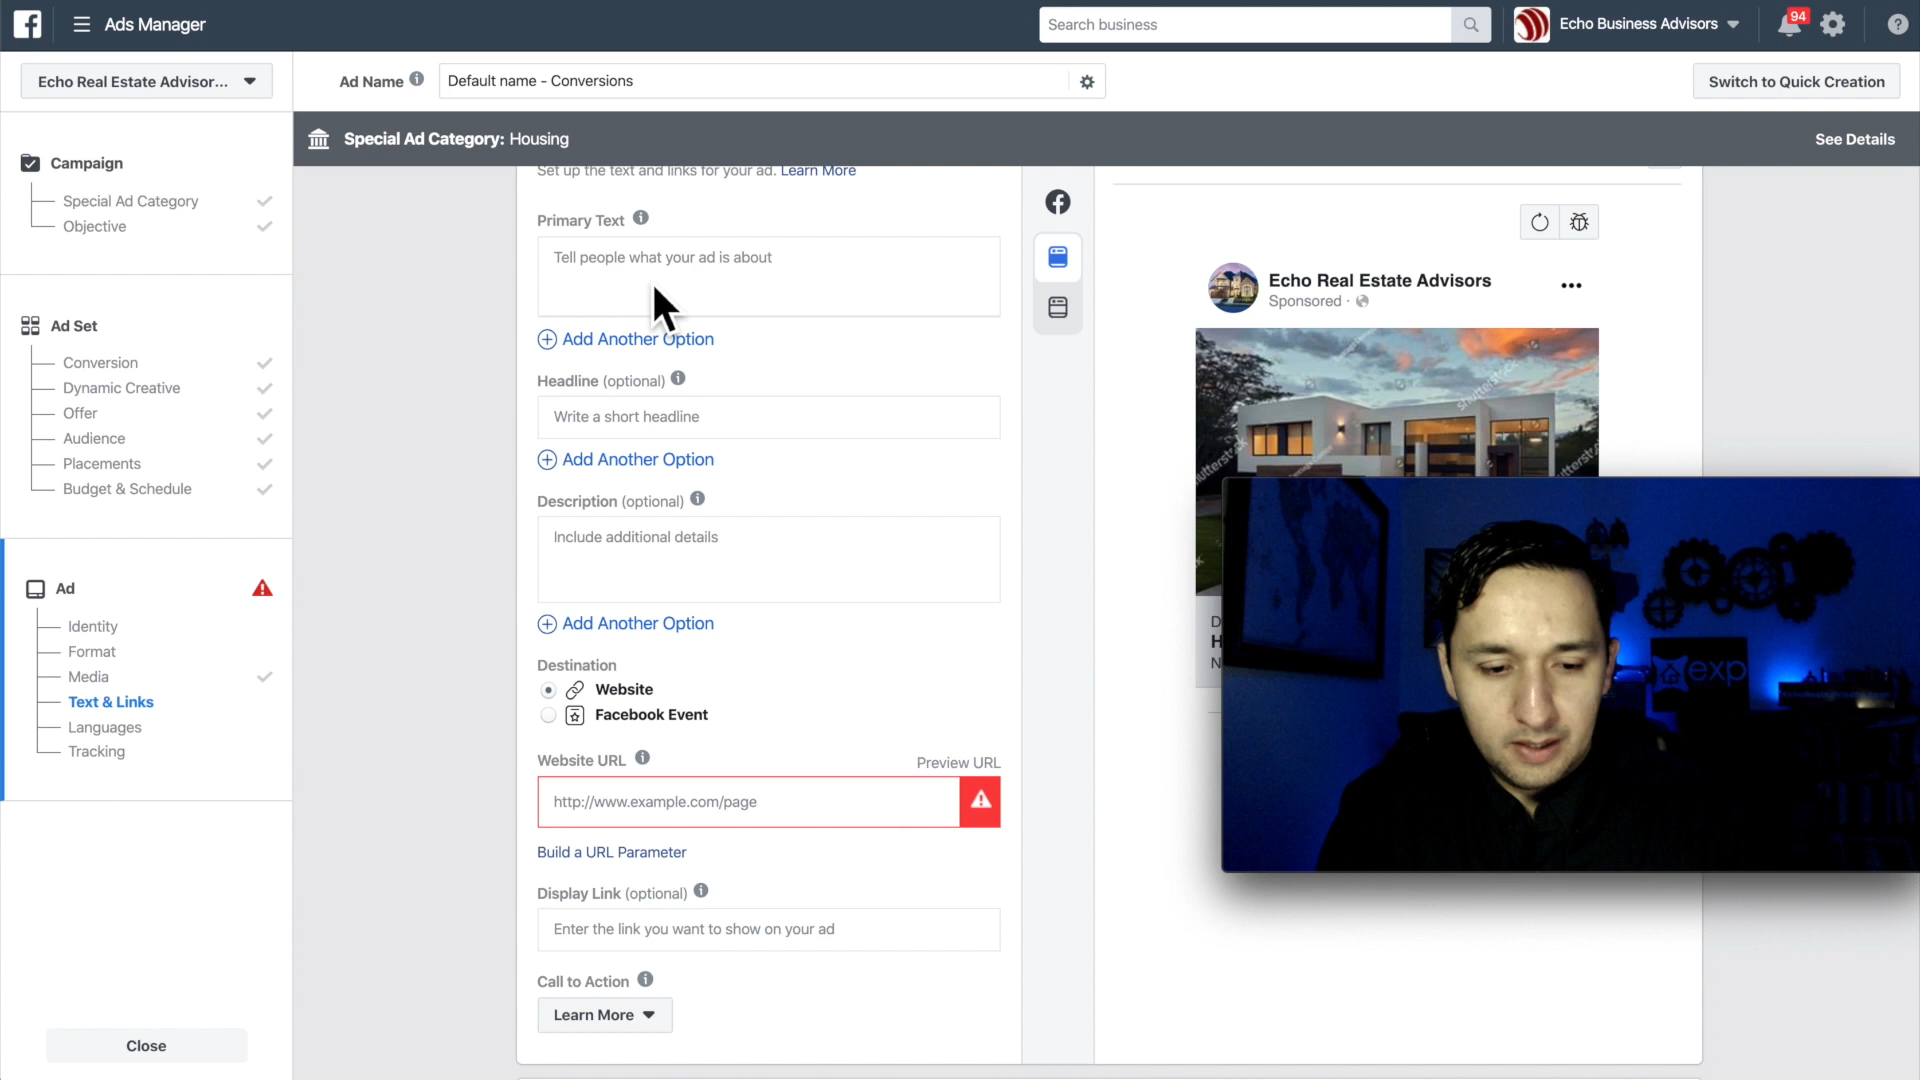 Ads Manager
Search business
Echo Business Advisors
94
Echo Real Estate Advisor...
Ad Name
Default name - Conversions
Switch to Quick Creation
Special Ad Category: Housing
See Details
Campaign
Special Ad Category
Objective
Ad Set
Conversion
Dynamic Creative
Offer
Audience
Placements
Budget & Schedule
Ad
Identity
Format
Media
Text & Links
Languages
Tracking
Close
Set up the text and links for your ad. Learn More
Primary Text
Tell people what your ad is about
Add Another Option
Headline (optional)
Write a short headline
Add Another Option
Description (optional)
Include additional details
Add Another Option
Destination
Website
Facebook Event
Website URL
Preview URL
http://www.example.com/page
Build a URL Parameter
Display Link (optional)
Enter the link you want to show on your ad
Call to Action
Learn More
Echo Real Estate Advisors
Sponsored ·
shutterstock
shutterstock
shutterstock
D
H
N
exp